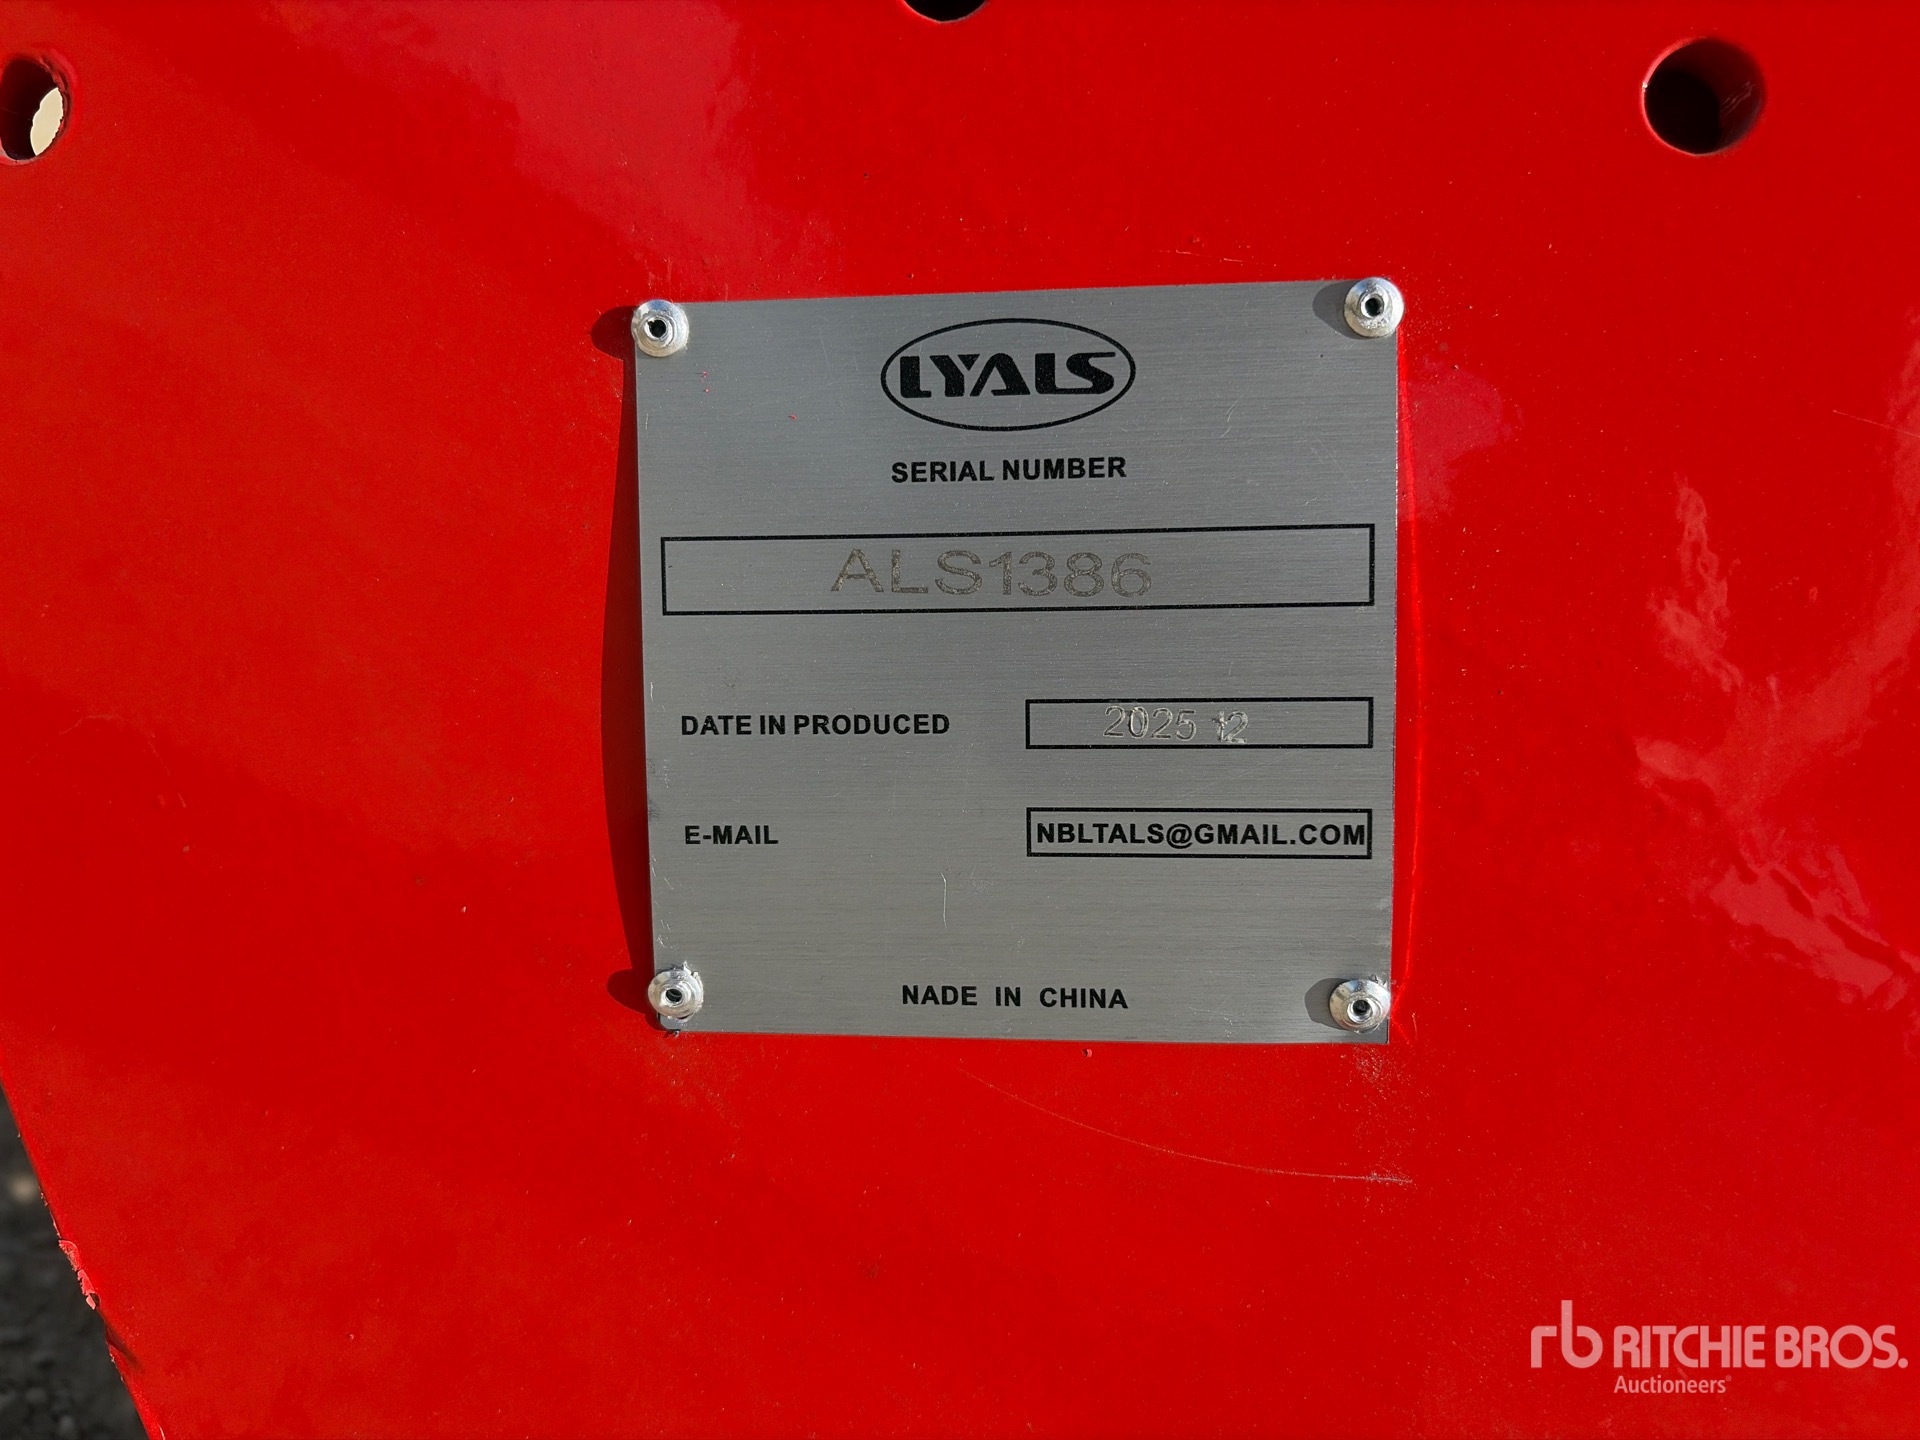 LYALS
SERIAL NUMBER
ALS1386
DATE IN PRODUCED 2025 12
E-MAIL NBLTALS@GMAIL.COM
NADE IN CHINA
rb RITCHIE BROS.
Auctioneers